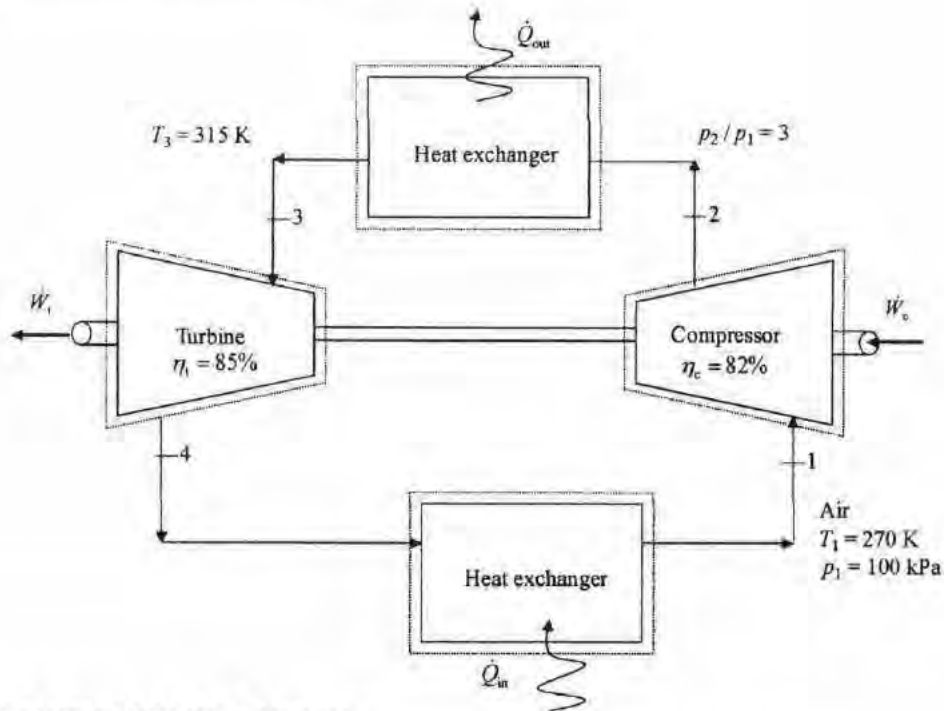 Q̇out
T3 = 315 K
p2 / p1 = 3
Heat exchanger
3
2
Ẇt
Turbine
ηt = 85%
Compressor
ηc = 82%
Ẇc
4
1
Air
T1 = 270 K
p1 = 100 kPa
Heat exchanger
Q̇in